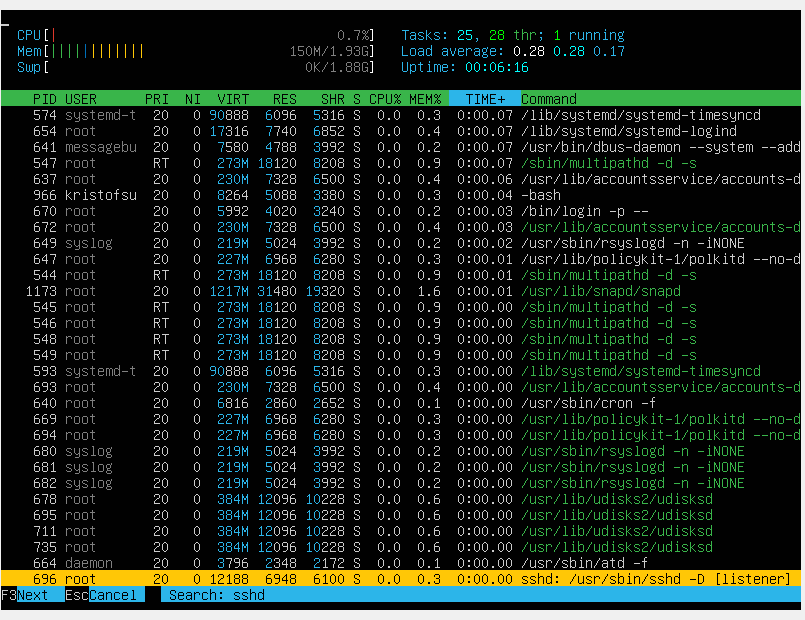 CPU[| 0.7%] Tasks: 25, 28 thr; 1 running
Mem[|||||||||||| 150M/1.93G] Load average: 0.28 0.28 0.17
Swp[ 0K/1.88G] Uptime: 00:06:16
PID USER PRI NI VIRT RES SHR S CPU% MEM% TIME+ Command
574 systemd-t 20 0 90888 6096 5316 S 0.0 0.3 0:00.07 /lib/systemd/systemd-timesyncd
654 root 20 0 17316 7740 6852 S 0.0 0.4 0:00.07 /lib/systemd/systemd-logind
641 messagebu 20 0 7580 4788 3992 S 0.0 0.2 0:00.07 /usr/bin/dbus-daemon --system --add
547 root RT 0 273M 18120 8208 S 0.0 0.9 0:00.07 /sbin/multipathd -d -s
637 root 20 0 230M 7328 6500 S 0.0 0.4 0:00.06 /usr/lib/accountsservice/accounts-d
966 kristofsu 20 0 8264 5088 3380 S 0.0 0.3 0:00.04 -bash
670 root 20 0 5992 4020 3240 S 0.0 0.2 0:00.03 /bin/login -p --
672 root 20 0 230M 7328 6500 S 0.0 0.4 0:00.03 /usr/lib/accountsservice/accounts-d
649 syslog 20 0 219M 5024 3992 S 0.0 0.2 0:00.02 /usr/sbin/rsyslogd -n -iNONE
647 root 20 0 227M 6968 6280 S 0.0 0.3 0:00.01 /usr/lib/policykit-1/polkitd --no-d
544 root RT 0 273M 18120 8208 S 0.0 0.9 0:00.01 /sbin/multipathd -d -s
1173 root 20 0 1217M 31480 19320 S 0.0 1.6 0:00.01 /usr/lib/snapd/snapd
545 root RT 0 273M 18120 8208 S 0.0 0.9 0:00.00 /sbin/multipathd -d -s
546 root RT 0 273M 18120 8208 S 0.0 0.9 0:00.00 /sbin/multipathd -d -s
548 root RT 0 273M 18120 8208 S 0.0 0.9 0:00.00 /sbin/multipathd -d -s
549 root RT 0 273M 18120 8208 S 0.0 0.9 0:00.00 /sbin/multipathd -d -s
593 systemd-t 20 0 90888 6096 5316 S 0.0 0.3 0:00.00 /lib/systemd/systemd-timesyncd
693 root 20 0 230M 7328 6500 S 0.0 0.4 0:00.00 /usr/lib/accountsservice/accounts-d
640 root 20 0 6816 2860 2652 S 0.0 0.1 0:00.00 /usr/sbin/cron -f
669 root 20 0 227M 6968 6280 S 0.0 0.3 0:00.00 /usr/lib/policykit-1/polkitd --no-d
694 root 20 0 227M 6968 6280 S 0.0 0.3 0:00.00 /usr/lib/policykit-1/polkitd --no-d
680 syslog 20 0 219M 5024 3992 S 0.0 0.2 0:00.00 /usr/sbin/rsyslogd -n -iNONE
681 syslog 20 0 219M 5024 3992 S 0.0 0.2 0:00.00 /usr/sbin/rsyslogd -n -iNONE
682 syslog 20 0 219M 5024 3992 S 0.0 0.2 0:00.00 /usr/sbin/rsyslogd -n -iNONE
678 root 20 0 384M 12096 10228 S 0.0 0.6 0:00.00 /usr/lib/udisks2/udisksd
695 root 20 0 384M 12096 10228 S 0.0 0.6 0:00.00 /usr/lib/udisks2/udisksd
711 root 20 0 384M 12096 10228 S 0.0 0.6 0:00.00 /usr/lib/udisks2/udisksd
735 root 20 0 384M 12096 10228 S 0.0 0.6 0:00.00 /usr/lib/udisks2/udisksd
664 daemon 20 0 3796 2348 2172 S 0.0 0.1 0:00.00 /usr/sbin/atd -f
696 root 20 0 12188 6948 6100 S 0.0 0.3 0:00.00 sshd: /usr/sbin/sshd -D [listener]
F3Next EscCancel Search: sshd